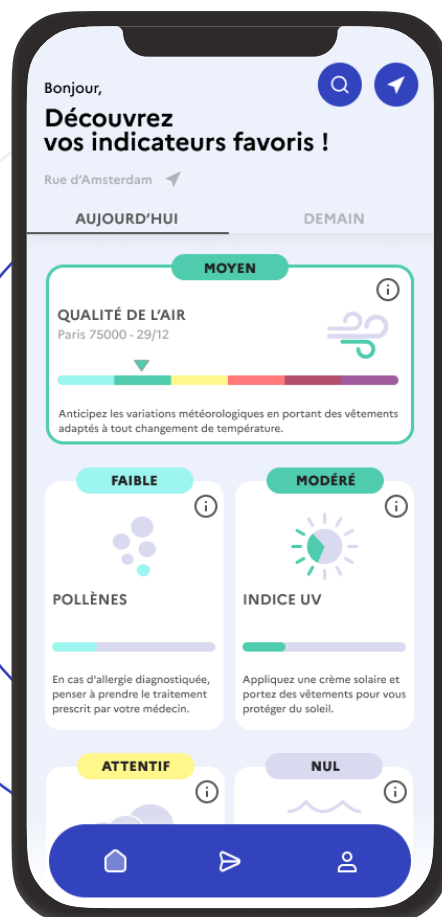 Bonjour,
Découvrez
vos indicateurs favoris !
Rue d'Amsterdam
AUJOURD'HUI
DEMAIN
MOYEN
QUALITÉ DE L'AIR
Paris 75000 - 29/12
Anticipez les variations météorologiques en portant des vêtements
adaptés à tout changement de température.
FAIBLE
POLLÈNES
En cas d'allergie diagnostiquée,
penser à prendre le traitement
prescrit par votre médecin.
MODÉRÉ
INDICE UV
Appliquez une crème solaire et
portez des vêtements pour vous
protéger du soleil.
ATTENTIF
NUL